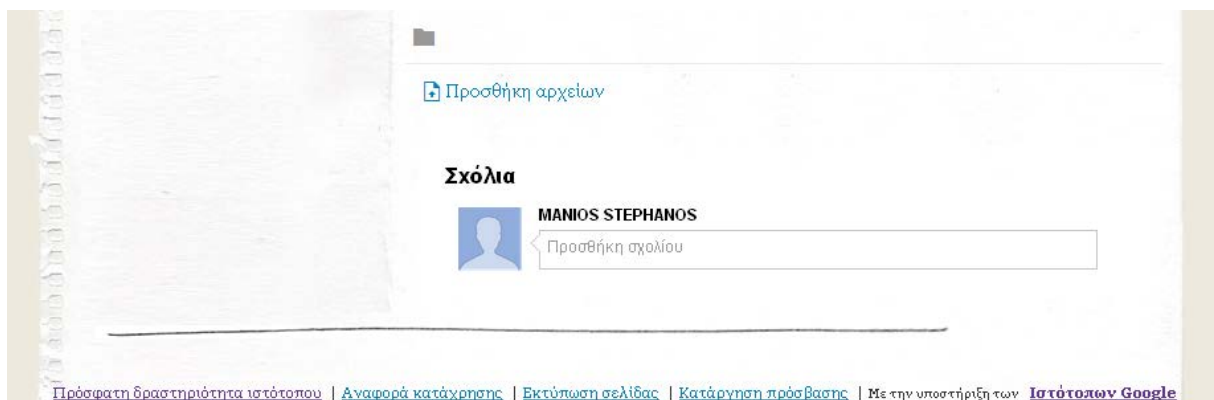 Προσθήκη αρχείων
Σχόλια
MANIOS STEPHANOS
Προσθήκη σχολίου
Πρόσφατη δραστηριότητα ιστότοπου | Αναφορά κατάχρησης | Εκτύπωση σελίδας | Κατάργηση πρόσβασης | Με την υποστήριξη των Ιστότοπων Google